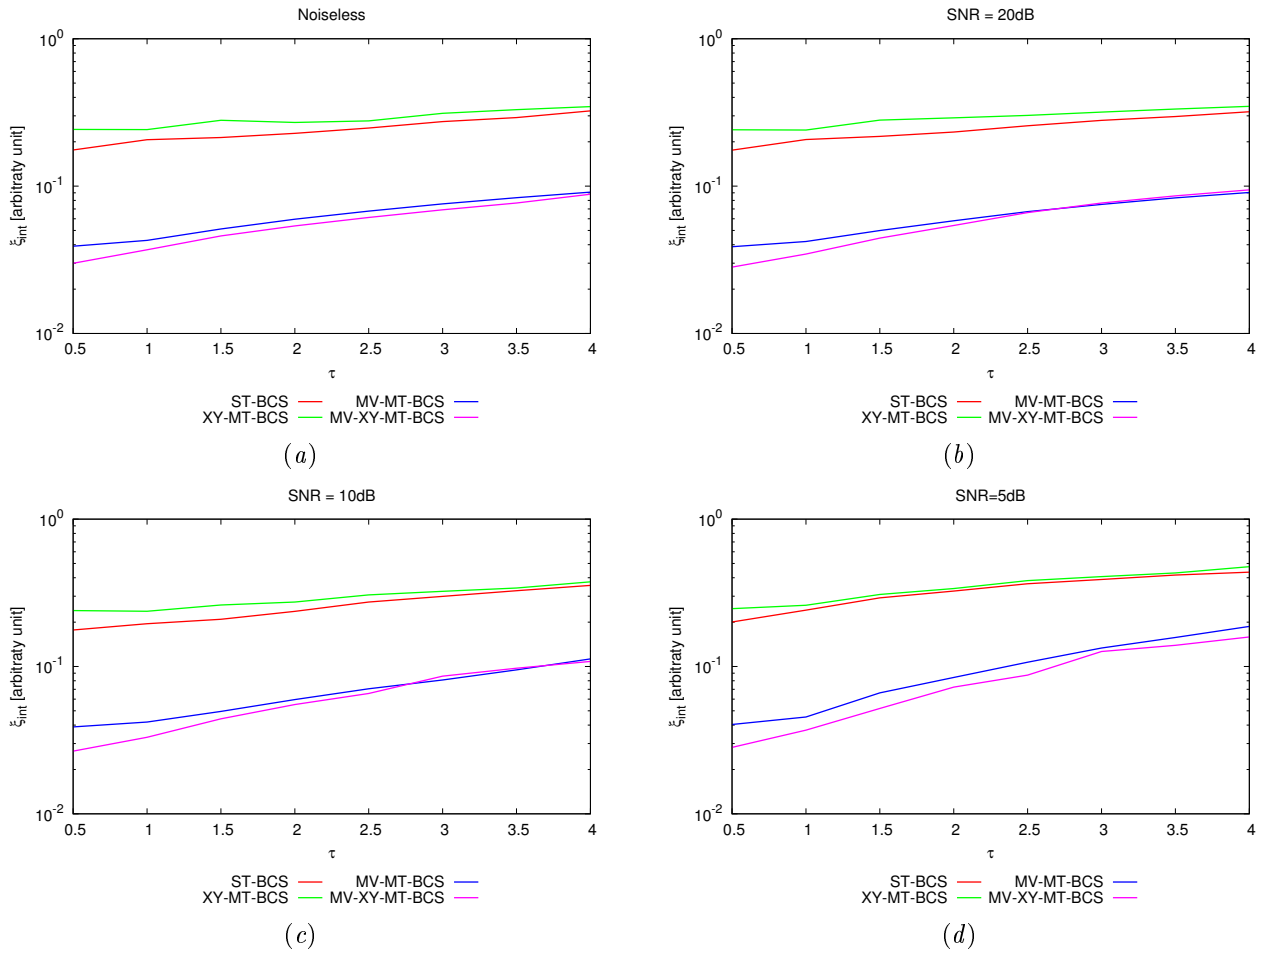 Noiseless
10^0
10^-1
10^-2
ξ_int [arbitraty unit]
0.5 1 1.5 2 2.5 3 3.5 4
τ
ST-BCS MV-MT-BCS
XY-MT-BCS MV-XY-MT-BCS
(a)
SNR = 20dB
10^0
10^-1
10^-2
ξ_int [arbitraty unit]
0.5 1 1.5 2 2.5 3 3.5 4
τ
ST-BCS MV-MT-BCS
XY-MT-BCS MV-XY-MT-BCS
(b)
SNR = 10dB
10^0
10^-1
10^-2
ξ_int [arbitraty unit]
0.5 1 1.5 2 2.5 3 3.5 4
τ
ST-BCS MV-MT-BCS
XY-MT-BCS MV-XY-MT-BCS
(c)
SNR=5dB
10^0
10^-1
10^-2
ξ_int [arbitraty unit]
0.5 1 1.5 2 2.5 3 3.5 4
τ
ST-BCS MV-MT-BCS
XY-MT-BCS MV-XY-MT-BCS
(d)